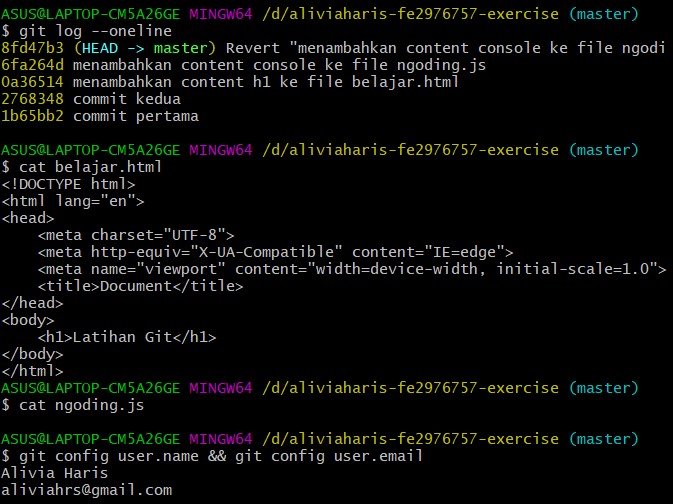 ASUS@LAPTOP-CM5A26GE MINGW64 /d/aliviaharis-fe2976757-exercise (master)
$ git log --oneline
8fd47b3 (HEAD -> master) Revert "menambahkan content console ke file ngodi
6fa264d menambahkan content console ke file ngoding.js
0a36514 menambahkan content h1 ke file belajar.html
2768348 commit kedua
1b65bb2 commit pertama

ASUS@LAPTOP-CM5A26GE MINGW64 /d/aliviaharis-fe2976757-exercise (master)
$ cat belajar.html
<!DOCTYPE html>
<html lang="en">
<head>
    <meta charset="UTF-8">
    <meta http-equiv="X-UA-Compatible" content="IE=edge">
    <meta name="viewport" content="width=device-width, initial-scale=1.0">
    <title>Document</title>
</head>
<body>
    <h1>Latihan Git</h1>
</body>
</html>
ASUS@LAPTOP-CM5A26GE MINGW64 /d/aliviaharis-fe2976757-exercise (master)
$ cat ngoding.js

ASUS@LAPTOP-CM5A26GE MINGW64 /d/aliviaharis-fe2976757-exercise (master)
$ git config user.name && git config user.email
Alivia Haris
aliviahrs@gmail.com